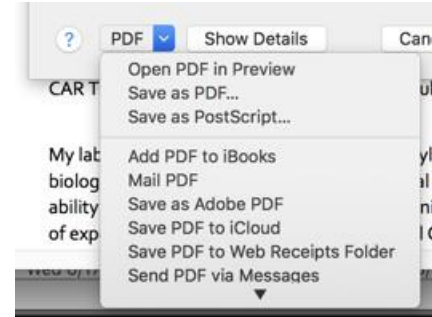 ? PDF Show Details
Open PDF in Preview
CAR T
Save as PDF...
Save as PostScript...
My lab Add PDF to iBooks
biolog Mail PDF
ability Save as Adobe PDF
of exp Save PDF to iCloud
Save PDF to Web Receipts Folder
Send PDF via Messages